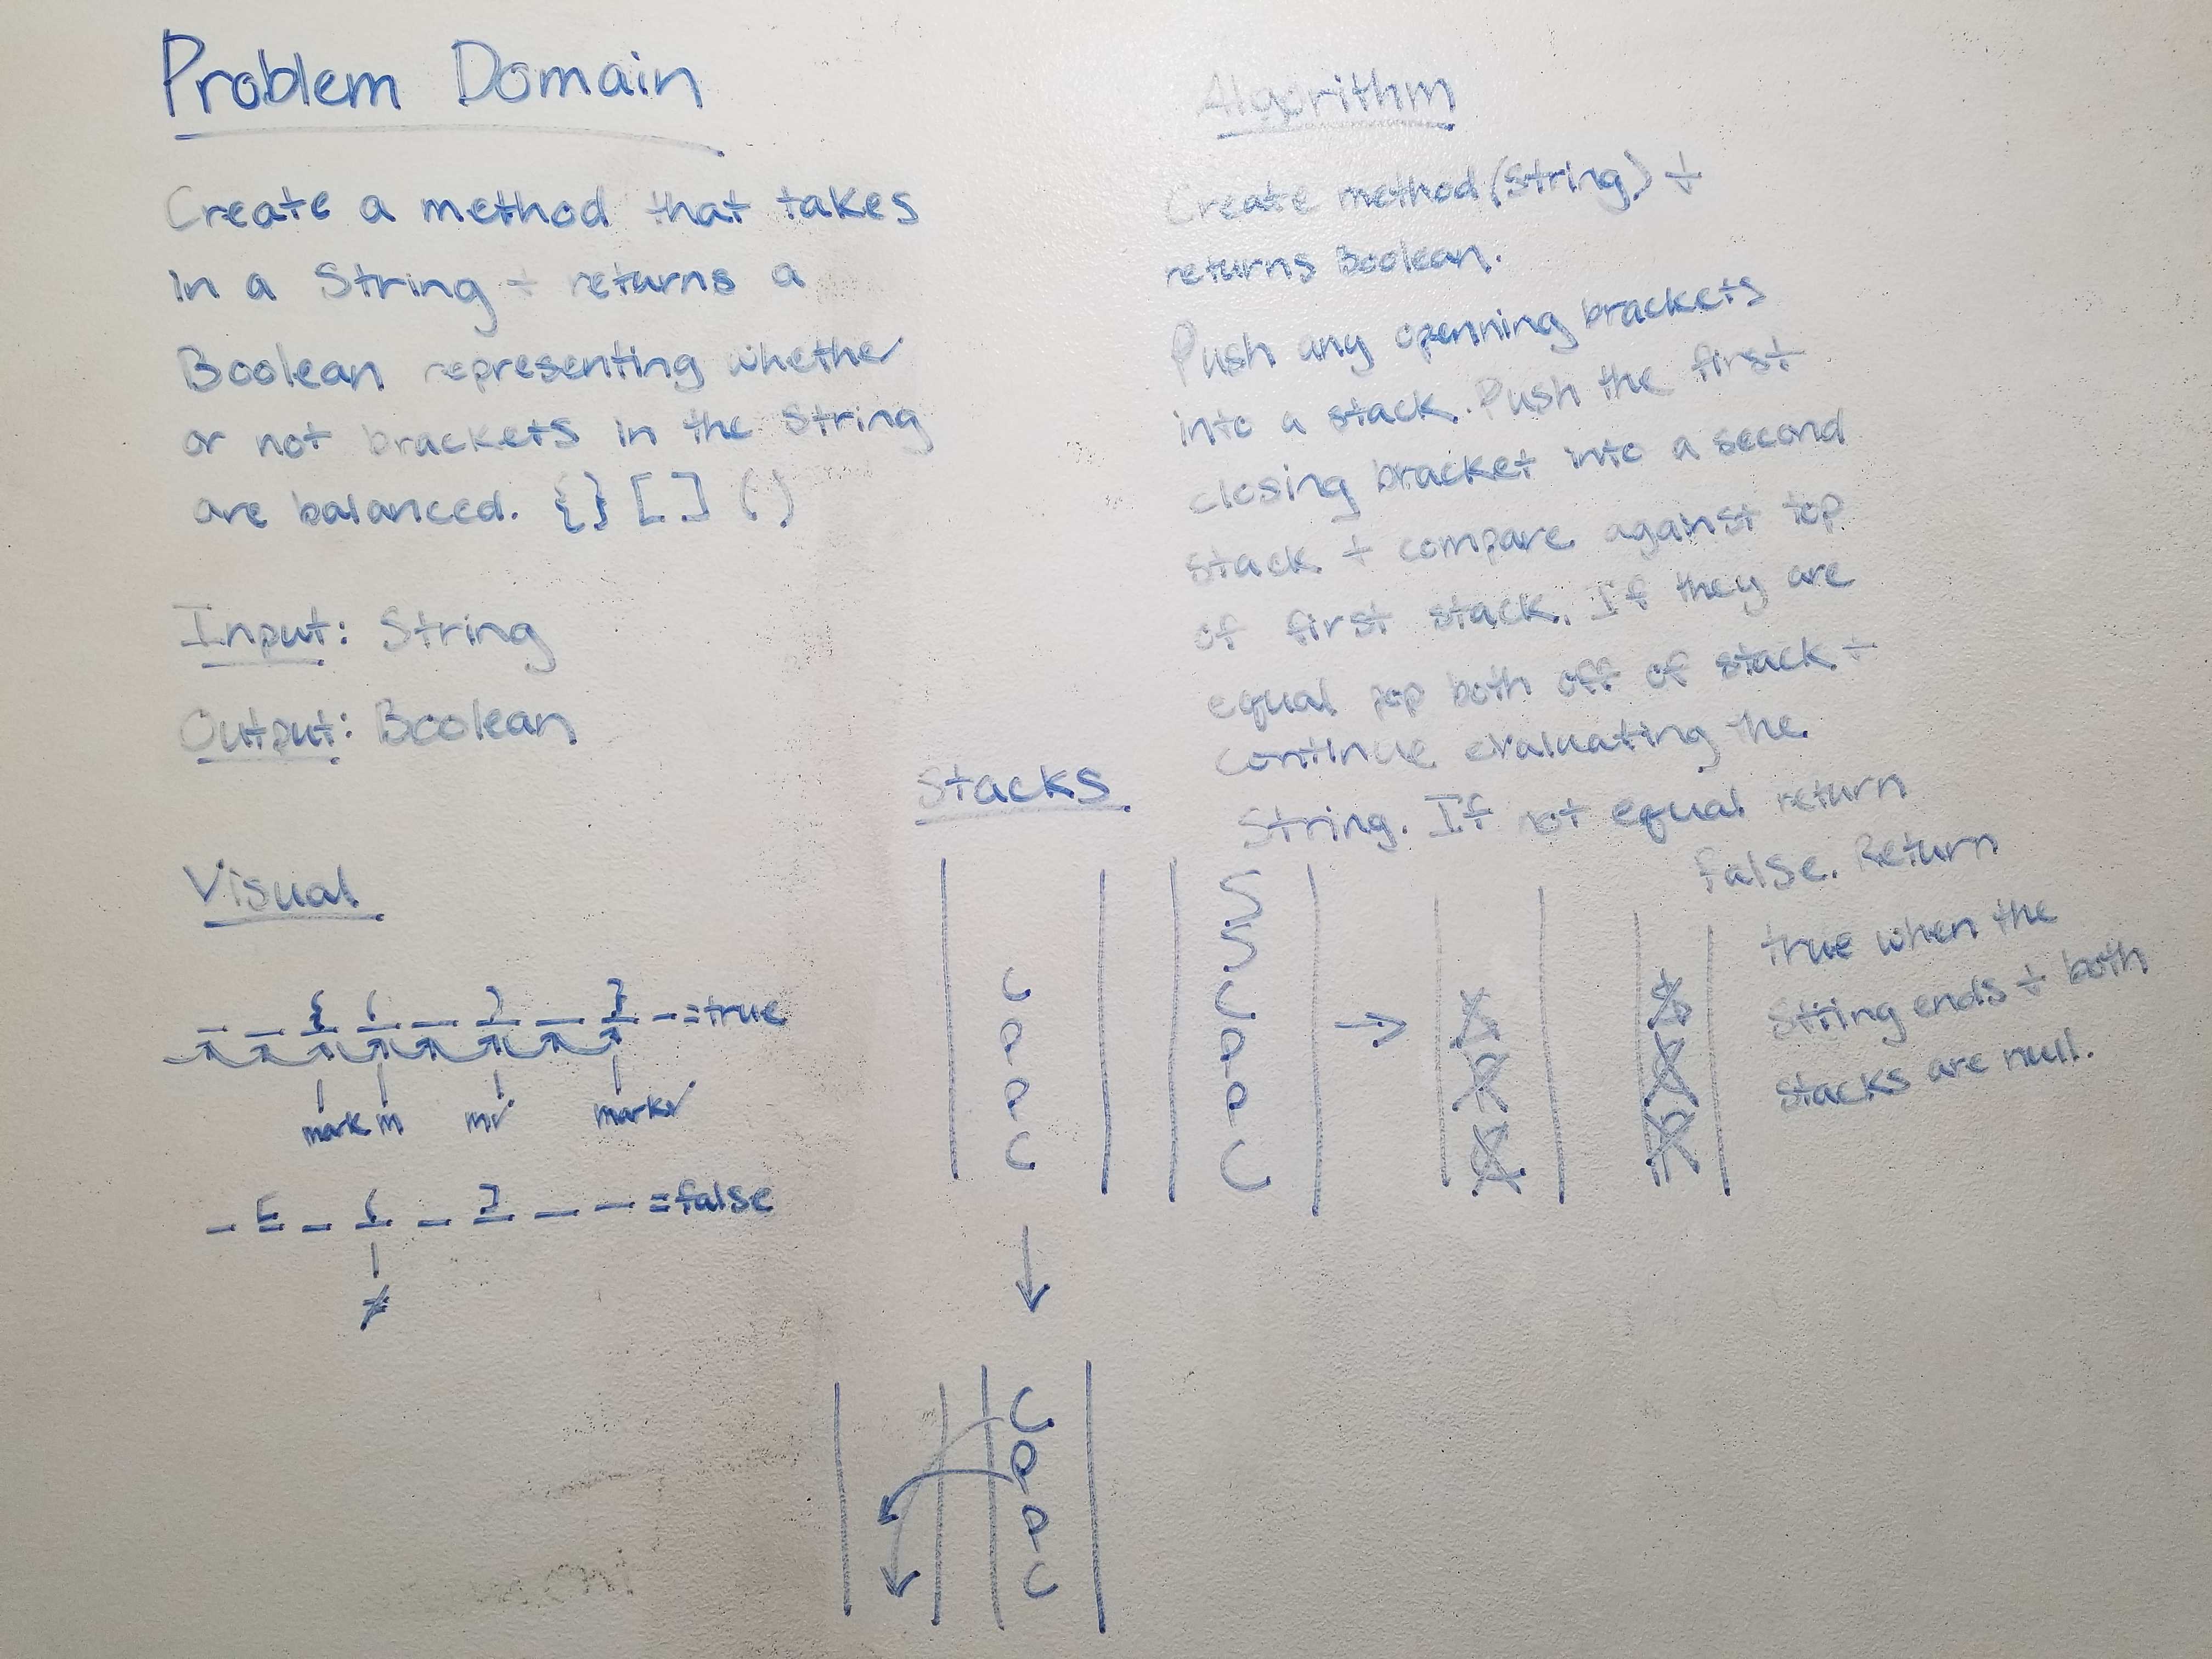 Problem Domain
Create a method that takes
in a String + returns a
Boolean representing whether
or not brackets in the String
are balanced. {} [ ] ( )
Input: String
Output: Boolean
Visual
_ _ { ( _ ) _ } _ = true
mark m m✓ mark✓
_ [ _ ( _ ] _ _ = false
≠
Algorithm
Create method (String) +
returns Boolean.
Push any openning brackets
into a stack. Push the first
closing bracket into a second
stack + compare against top
of first stack. If they are
equal pop both off of stack +
continue evaluating the
String. If not equal return
false. Return
true when the
String ends + both
stacks are null.
Stacks
C
P
P
C
S
S
C
P
P
C
→
↓
C
P
P
C